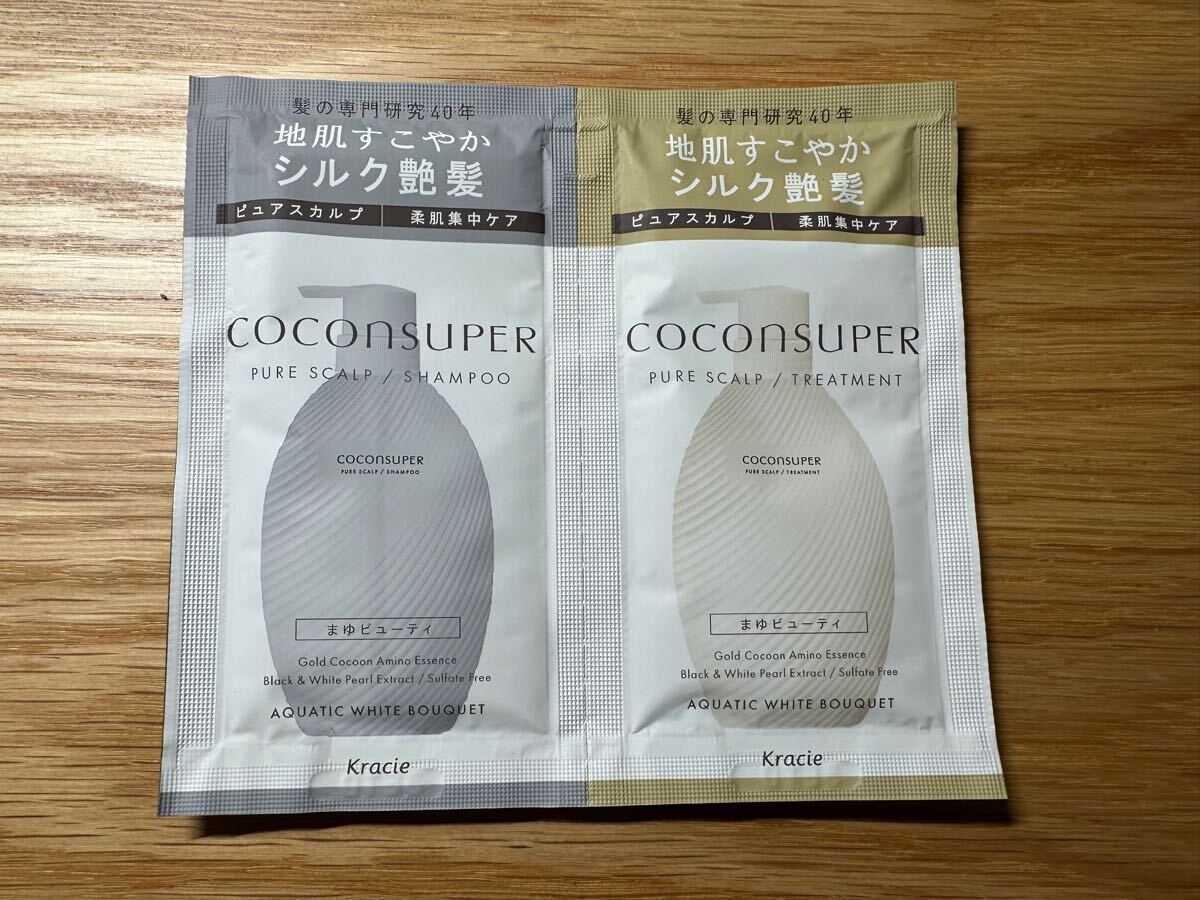 髪の専門研究40年
地肌すこやか
シルク艶髪
ピュアスカルプ 柔肌集中ケア
COCONSUPER
PURE SCALP / SHAMPOO
COCONSUPER
PURE SCALP / SHAMPOO
まゆビューティ
Gold Cocoon Amino Essence
Black & White Pearl Extract / Sulfate Free
AQUATIC WHITE BOUQUET
Kracie
髪の専門研究40年
地肌すこやか
シルク艶髪
ピュアスカルプ 柔肌集中ケア
COCONSUPER
PURE SCALP / TREATMENT
COCONSUPER
PURE SCALP / TREATMENT
まゆビューティ
Gold Cocoon Amino Essence
Black & White Pearl Extract / Sulfate Free
AQUATIC WHITE BOUQUET
Kracie